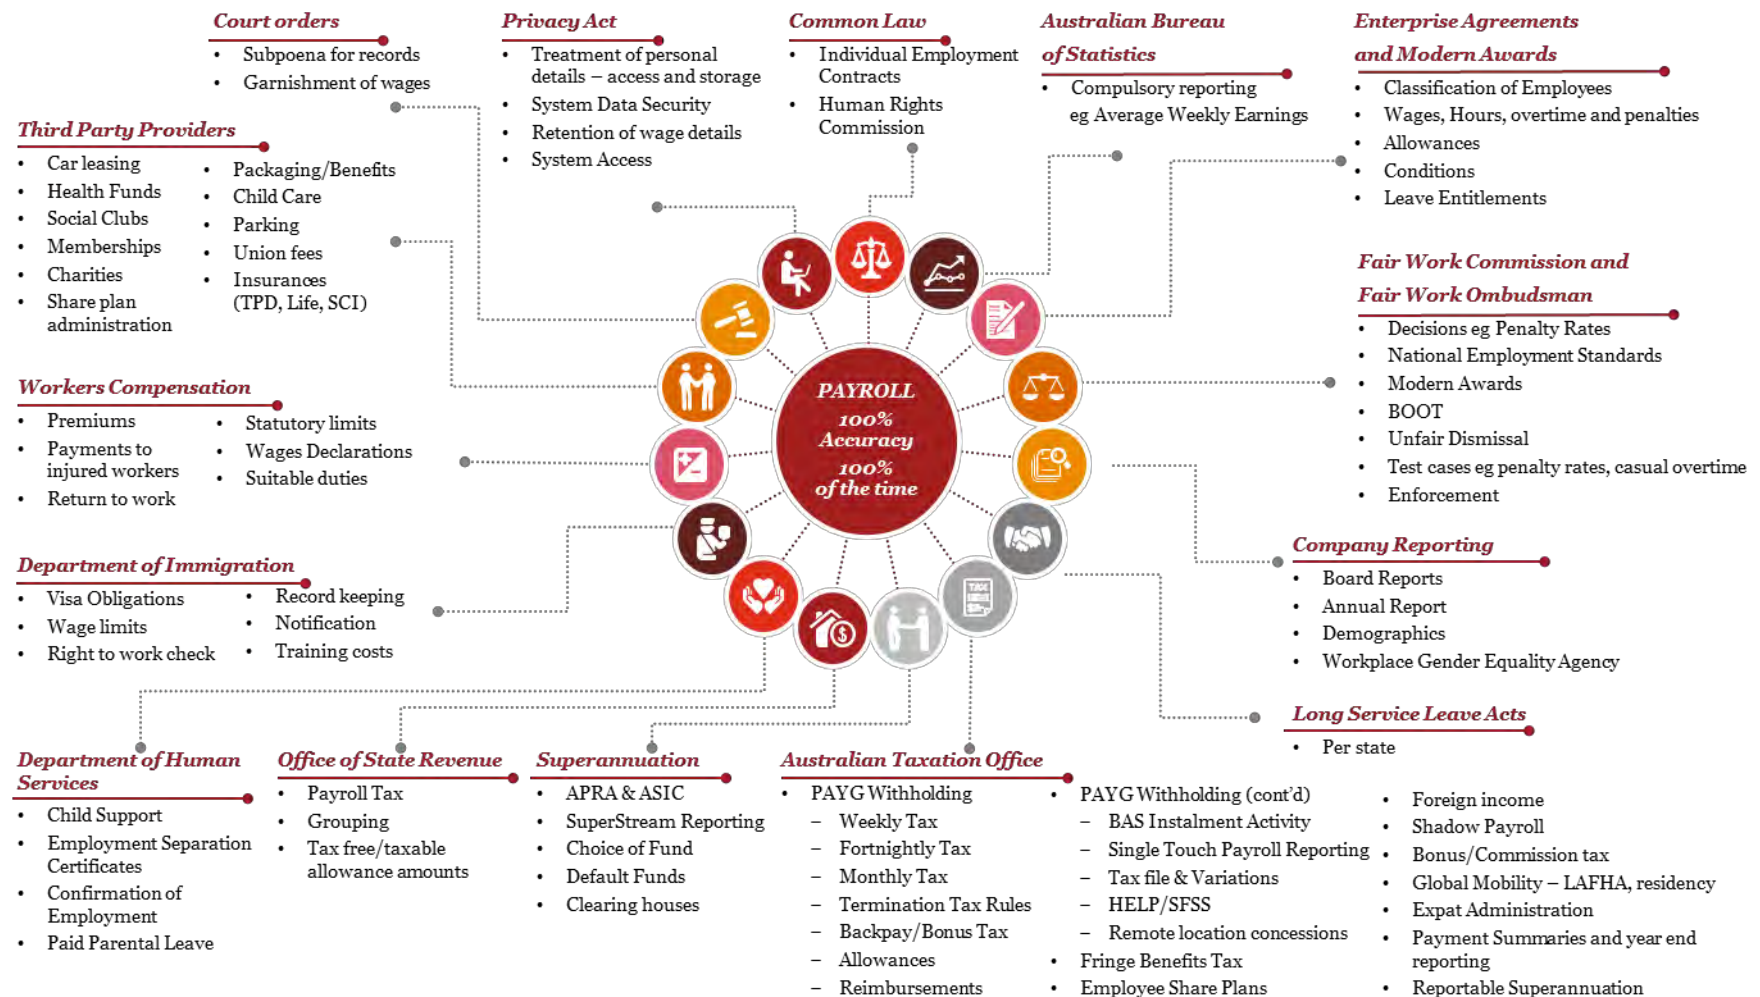 Court orders
• Subpoena for records
• Garnishment of wages
Privacy Act
• Treatment of personal
details – access and storage
• System Data Security
• Retention of wage details
• System Access
Common Law
• Individual Employment
Contracts
• Human Rights
Commission
Australian Bureau
of Statistics
• Compulsory reporting
eg Average Weekly Earnings
Enterprise Agreements
and Modern Awards
• Classification of Employees
• Wages, Hours, overtime and penalties
• Allowances
• Conditions
• Leave Entitlements
Third Party Providers
• Car leasing
• Health Funds
• Social Clubs
• Memberships
• Charities
• Share plan
administration
• Packaging/Benefits
• Child Care
• Parking
• Union fees
• Insurances
(TPD, Life, SCI)
Fair Work Commission and
Fair Work Ombudsman
• Decisions eg Penalty Rates
• National Employment Standards
• Modern Awards
• BOOT
• Unfair Dismissal
• Test cases eg penalty rates, casual overtime
• Enforcement
Workers Compensation
• Premiums
• Payments to
injured workers
• Return to work
• Statutory limits
• Wages Declarations
• Suitable duties
PAYROLL
100%
Accuracy
100%
of the time
Company Reporting
• Board Reports
• Annual Report
• Demographics
• Workplace Gender Equality Agency
Department of Immigration
• Visa Obligations
• Wage limits
• Right to work check
• Record keeping
• Notification
• Training costs
TAX
Long Service Leave Acts
• Per state
Department of Human
Services
• Child Support
• Employment Separation
Certificates
• Confirmation of
Employment
• Paid Parental Leave
Office of State Revenue
• Payroll Tax
• Grouping
• Tax free/taxable
allowance amounts
Superannuation
• APRA & ASIC
• SuperStream Reporting
• Choice of Fund
• Default Funds
• Clearing houses
Australian Taxation Office
• PAYG Withholding
– Weekly Tax
– Fortnightly Tax
– Monthly Tax
– Termination Tax Rules
– Backpay/Bonus Tax
– Allowances
– Reimbursements
• PAYG Withholding (cont’d)
– BAS Instalment Activity
– Single Touch Payroll Reporting
– Tax file & Variations
– HELP/SFSS
– Remote location concessions
• Fringe Benefits Tax
• Employee Share Plans
• Foreign income
• Shadow Payroll
• Bonus/Commission tax
• Global Mobility – LAFHA, residency
• Expat Administration
• Payment Summaries and year end
reporting
• Reportable Superannuation